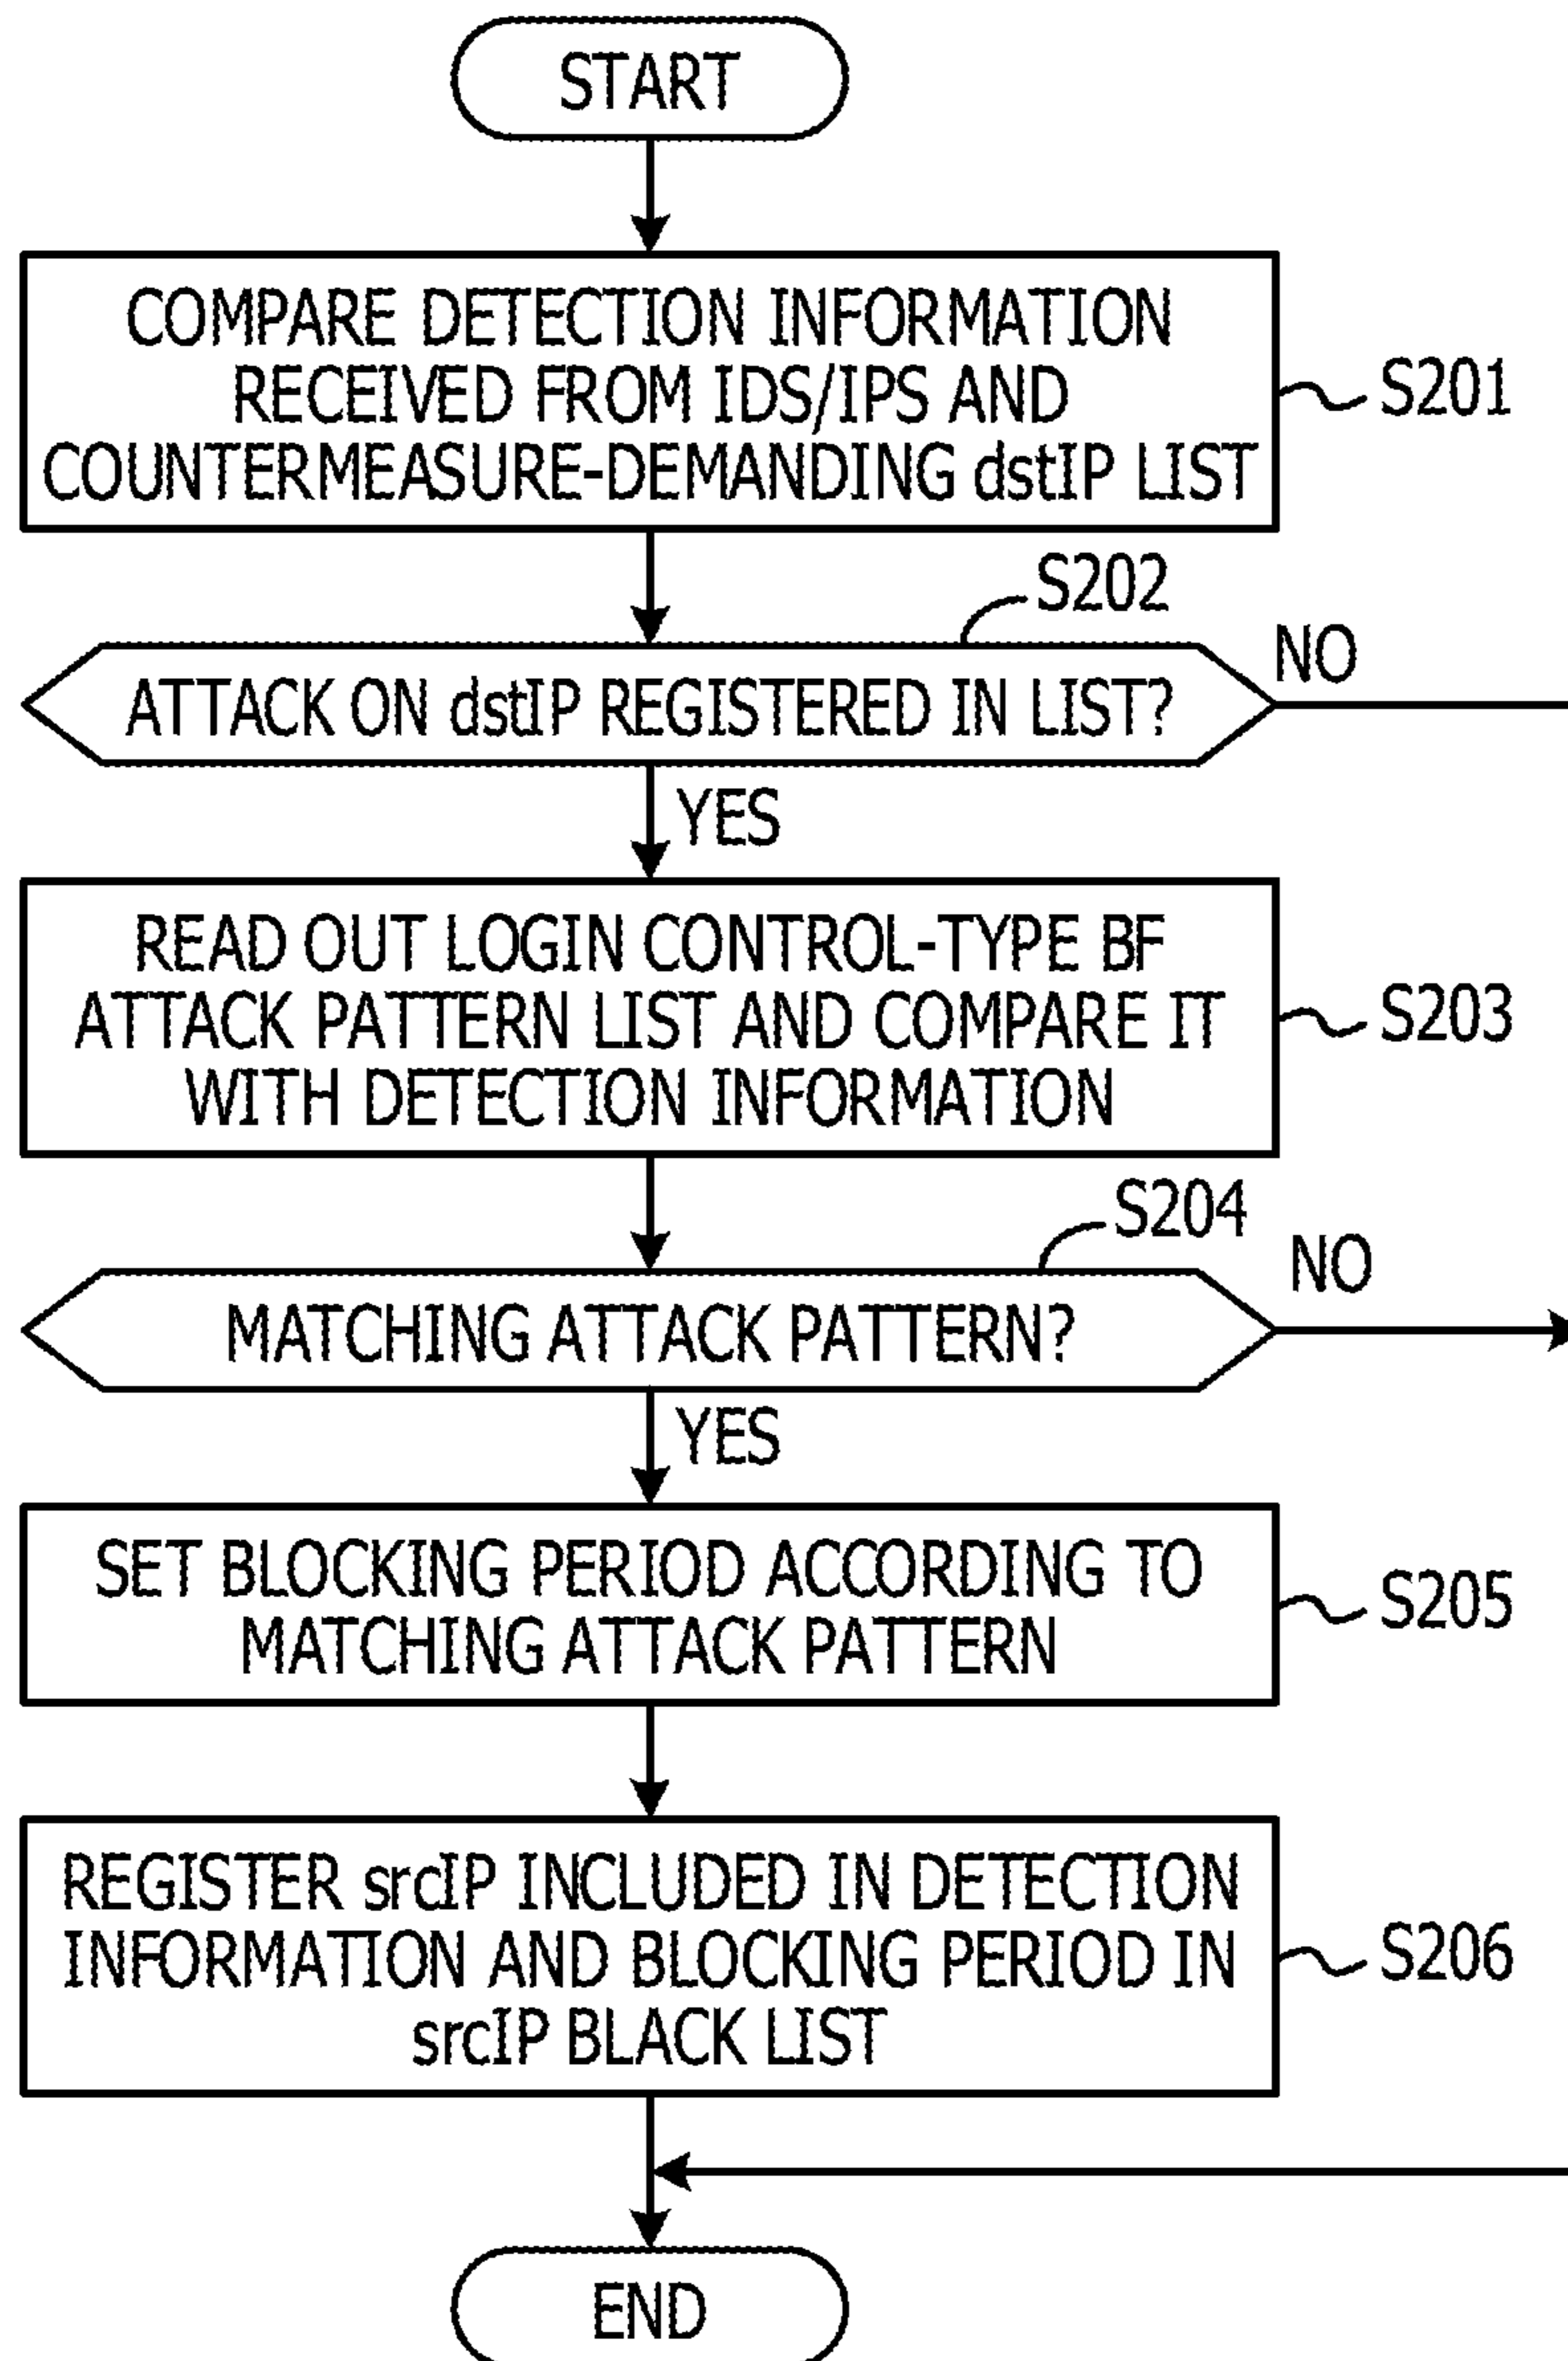 START
COMPARE DETECTION INFORMATION
RECEIVED FROM IDS/IPS AND
COUNTERMEASURE-DEMANDING dstIP LIST
S201
S202
ATTACK ON dstIP REGISTERED IN LIST?
NO
YES
READ OUT LOGIN CONTROL-TYPE BF
ATTACK PATTERN LIST AND COMPARE IT
WITH DETECTION INFORMATION
S203
S204
MATCHING ATTACK PATTERN?
NO
YES
SET BLOCKING PERIOD ACCORDING TO
MATCHING ATTACK PATTERN
S205
REGISTER srcIP INCLUDED IN DETECTION
INFORMATION AND BLOCKING PERIOD IN
srcIP BLACK LIST
S206
END